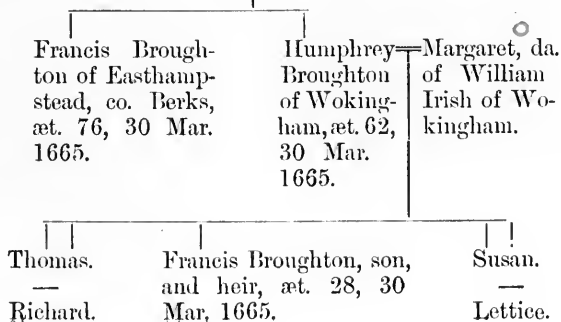 Francis Brough-
ton of Easthamp-
stead, co. Berks,
æt. 76, 30 Mar.
1665.
Humphrey
Broughton
of Woking-
ham, æt. 62,
30 Mar.
1665.
Margaret, da.
of William
Irish of Wo-
kingham.
Thomas.
—
Richard.
Francis Broughton, son,
and heir, æt. 28, 30
Mar, 1665.
Susan.
—
Lettice.